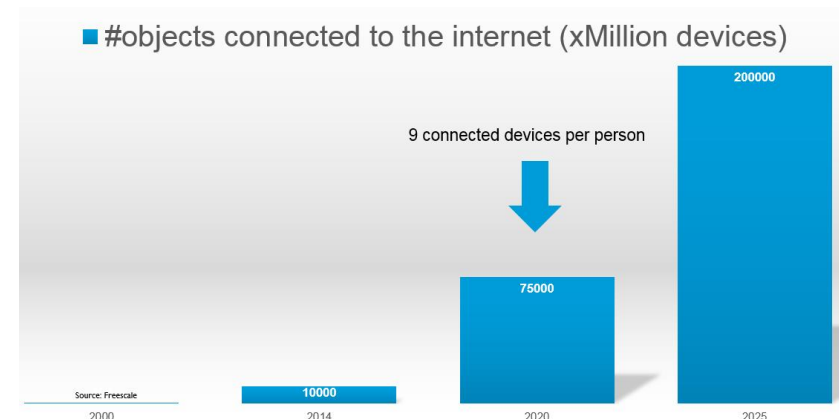 #objects connected to the internet (xMillion devices)
200000
9 connected devices per person
75000
Source: Freescale
10000
2000
2014
2020
2025